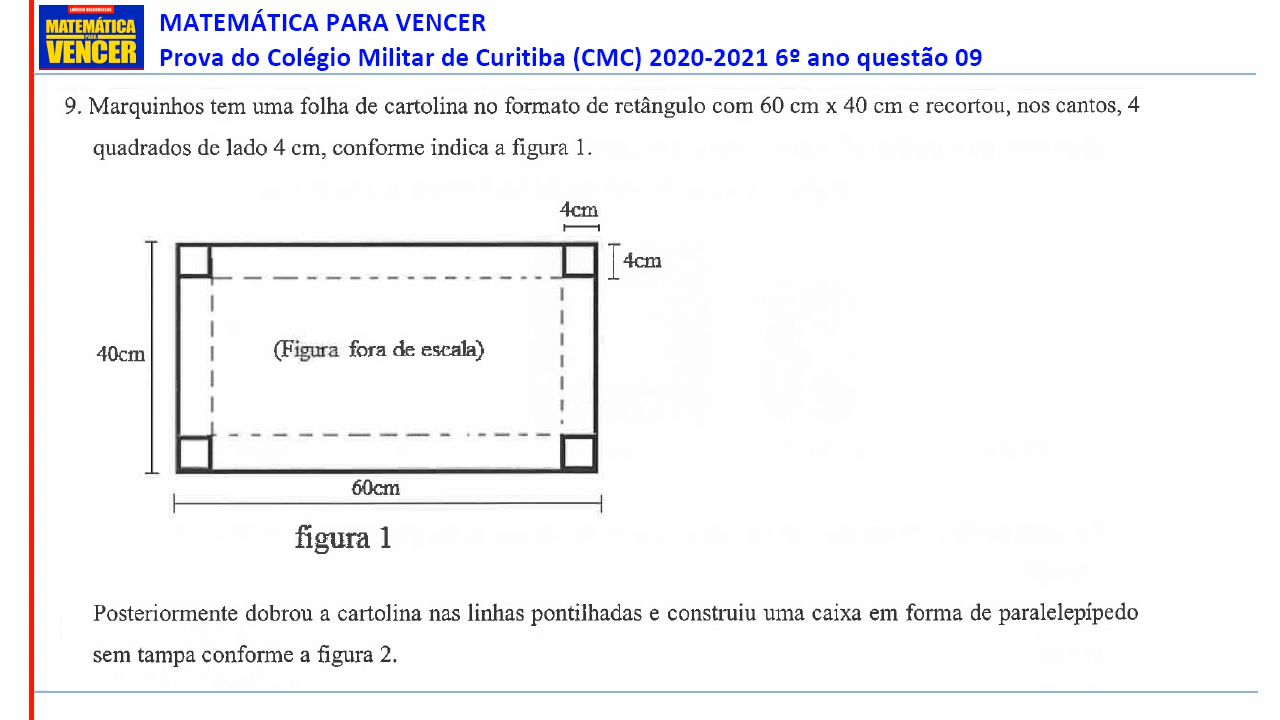 LAÉRCIO VASCONCELOS
MATEMÁTICA
PARA
VENCER
MATEMÁTICA PARA VENCER
Prova do Colégio Militar de Curitiba (CMC) 2020-2021 6º ano questão 09
9. Marquinhos tem uma folha de cartolina no formato de retângulo com 60 cm x 40 cm e recortou, nos cantos, 4
quadrados de lado 4 cm, conforme indica a figura 1.
4cm
4cm
(Figura fora de escala)
40cm
60cm
figura 1
Posteriormente dobrou a cartolina nas linhas pontilhadas e construiu uma caixa em forma de paralelepípedo
sem tampa conforme a figura 2.